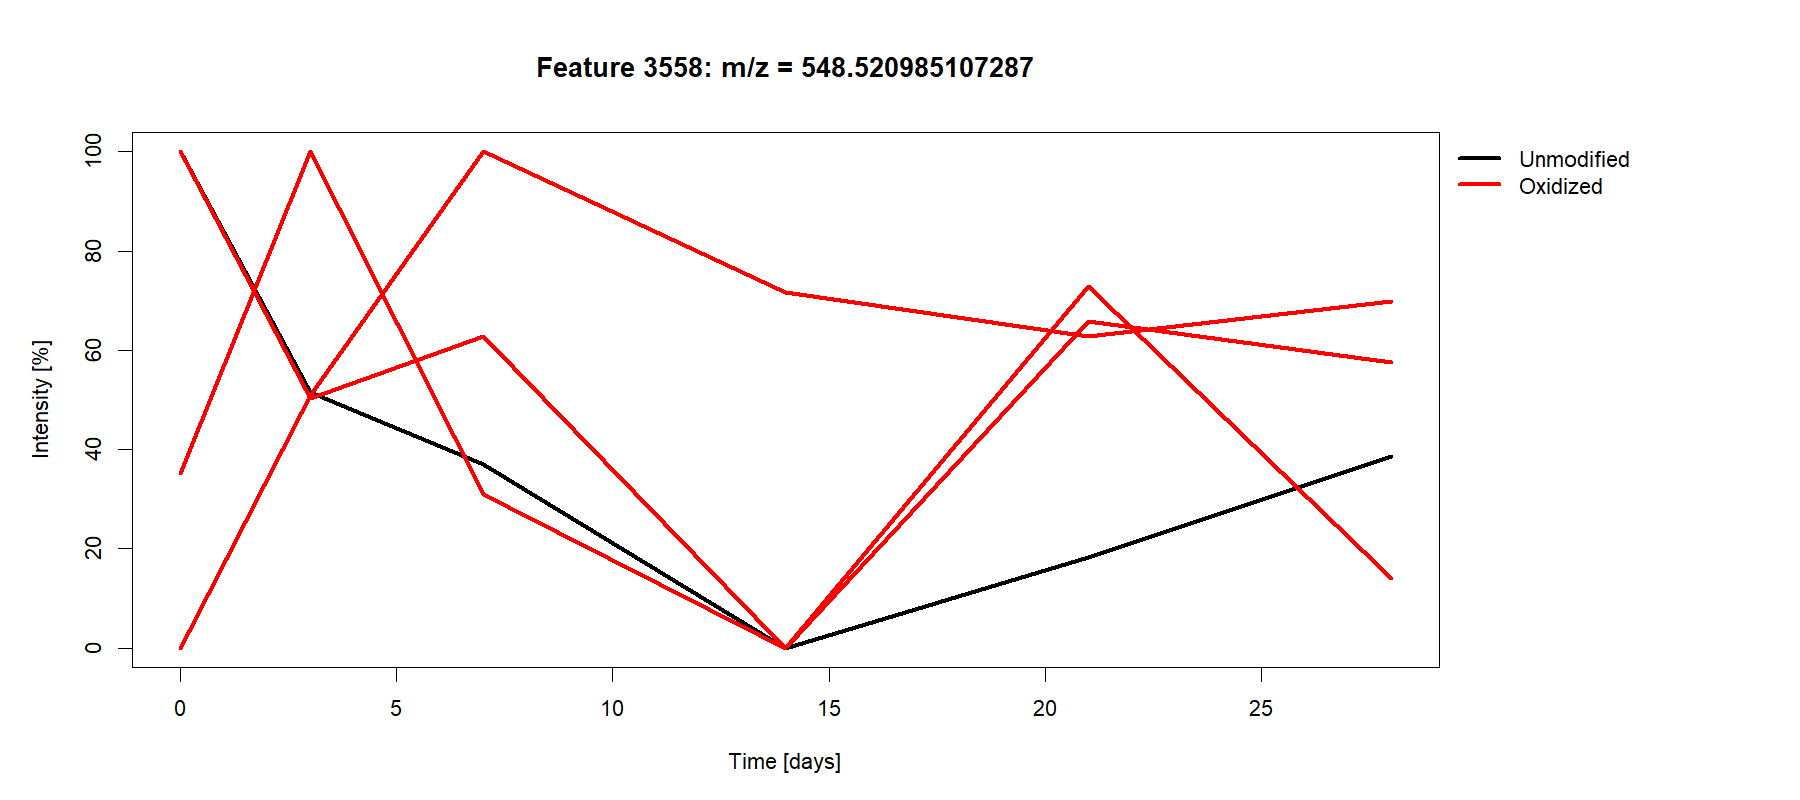 Feature 3558: m/z = 548.520985107287
Unmodified
Oxidized
100
80
60
40
20
0
Intensity [%]
0 5 10 15 20 25
Time [days]